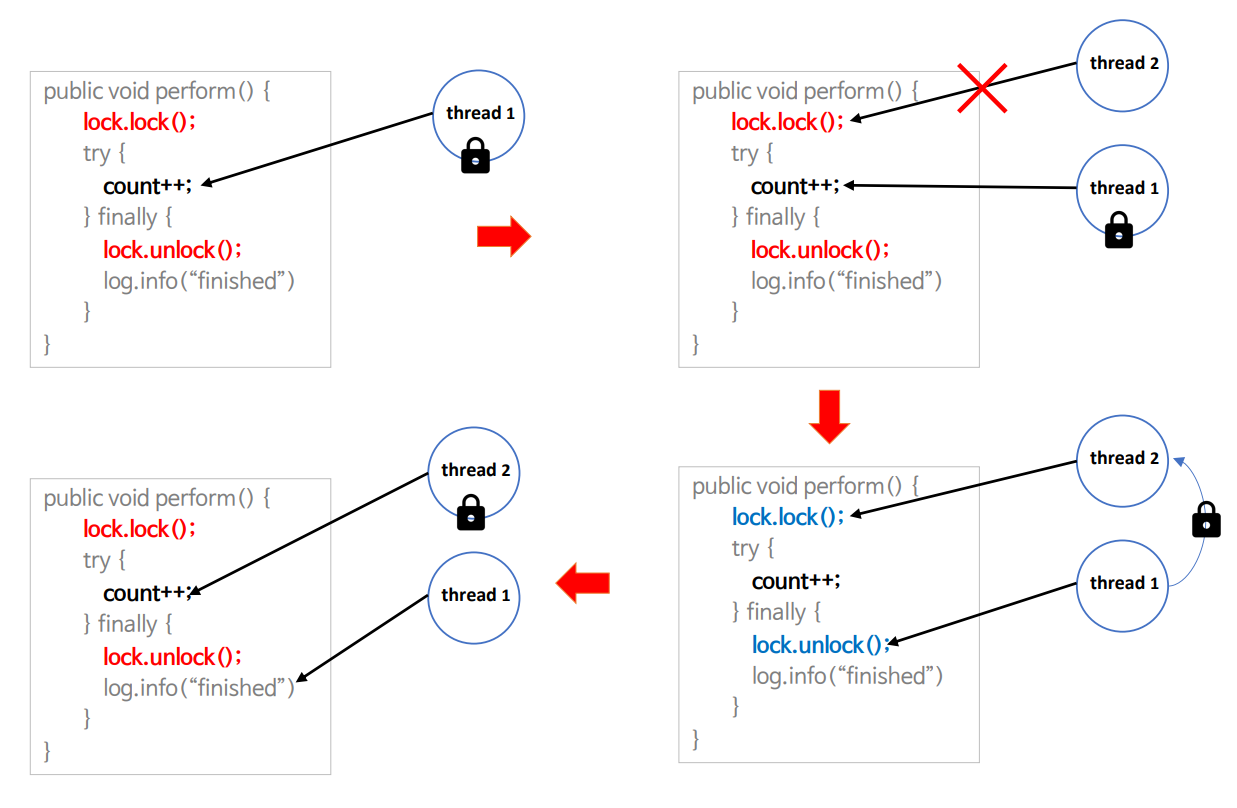 public void perform() {
lock.lock();
try {
count++;
} finally {
lock.unlock();
log.info(“finished”)
}
}
thread 1
public void perform() {
lock.lock();
try {
count++;
} finally {
lock.unlock();
log.info(“finished”)
}
}
thread 2
thread 1
public void perform() {
lock.lock();
try {
count++;
} finally {
lock.unlock();
log.info(“finished”)
}
}
thread 2
thread 1
public void perform() {
lock.lock();
try {
count++;
} finally {
lock.unlock();
log.info(“finished”)
}
}
thread 2
thread 1